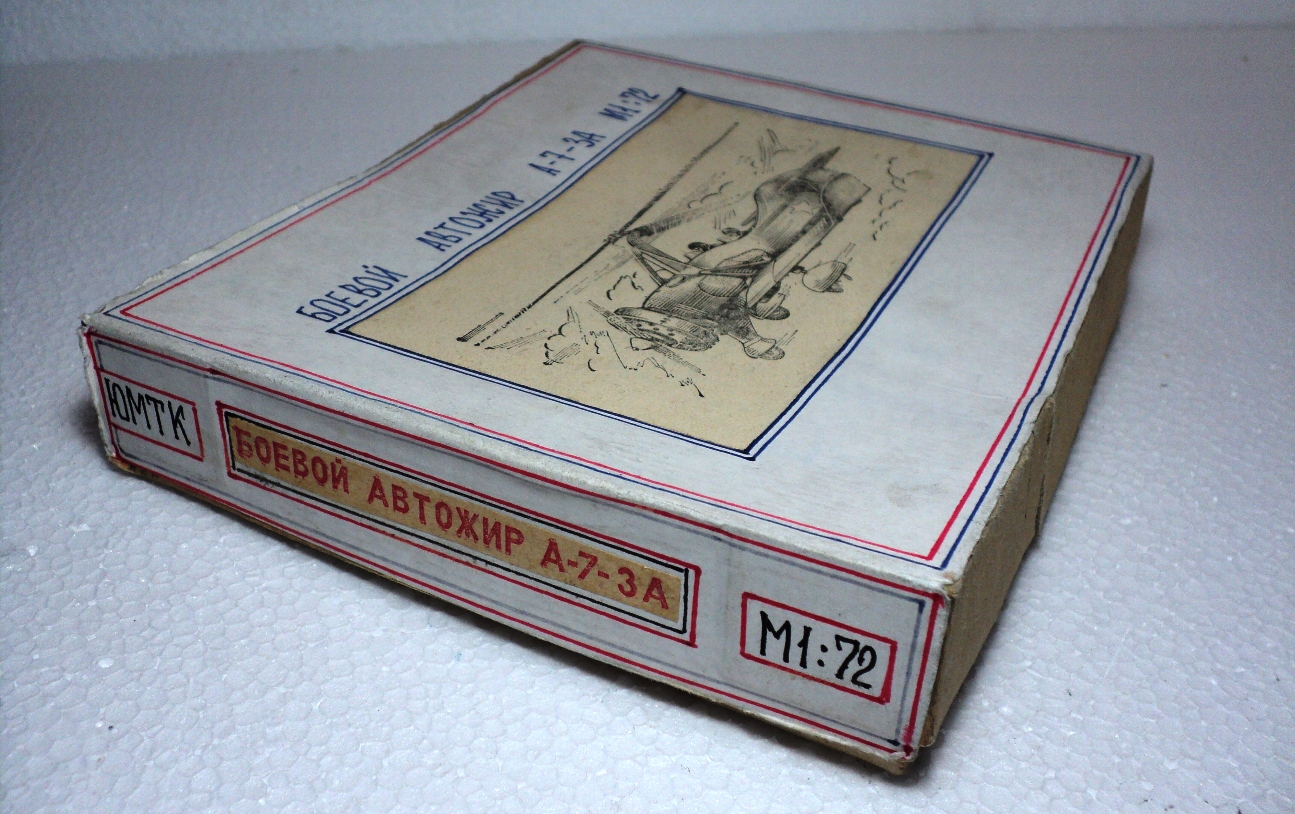 БОЕВОЙ АВТОЖИР А-7-3А М1:72
ЮМТК
БОЕВОЙ АВТОЖИР А-7-3А
М1:72